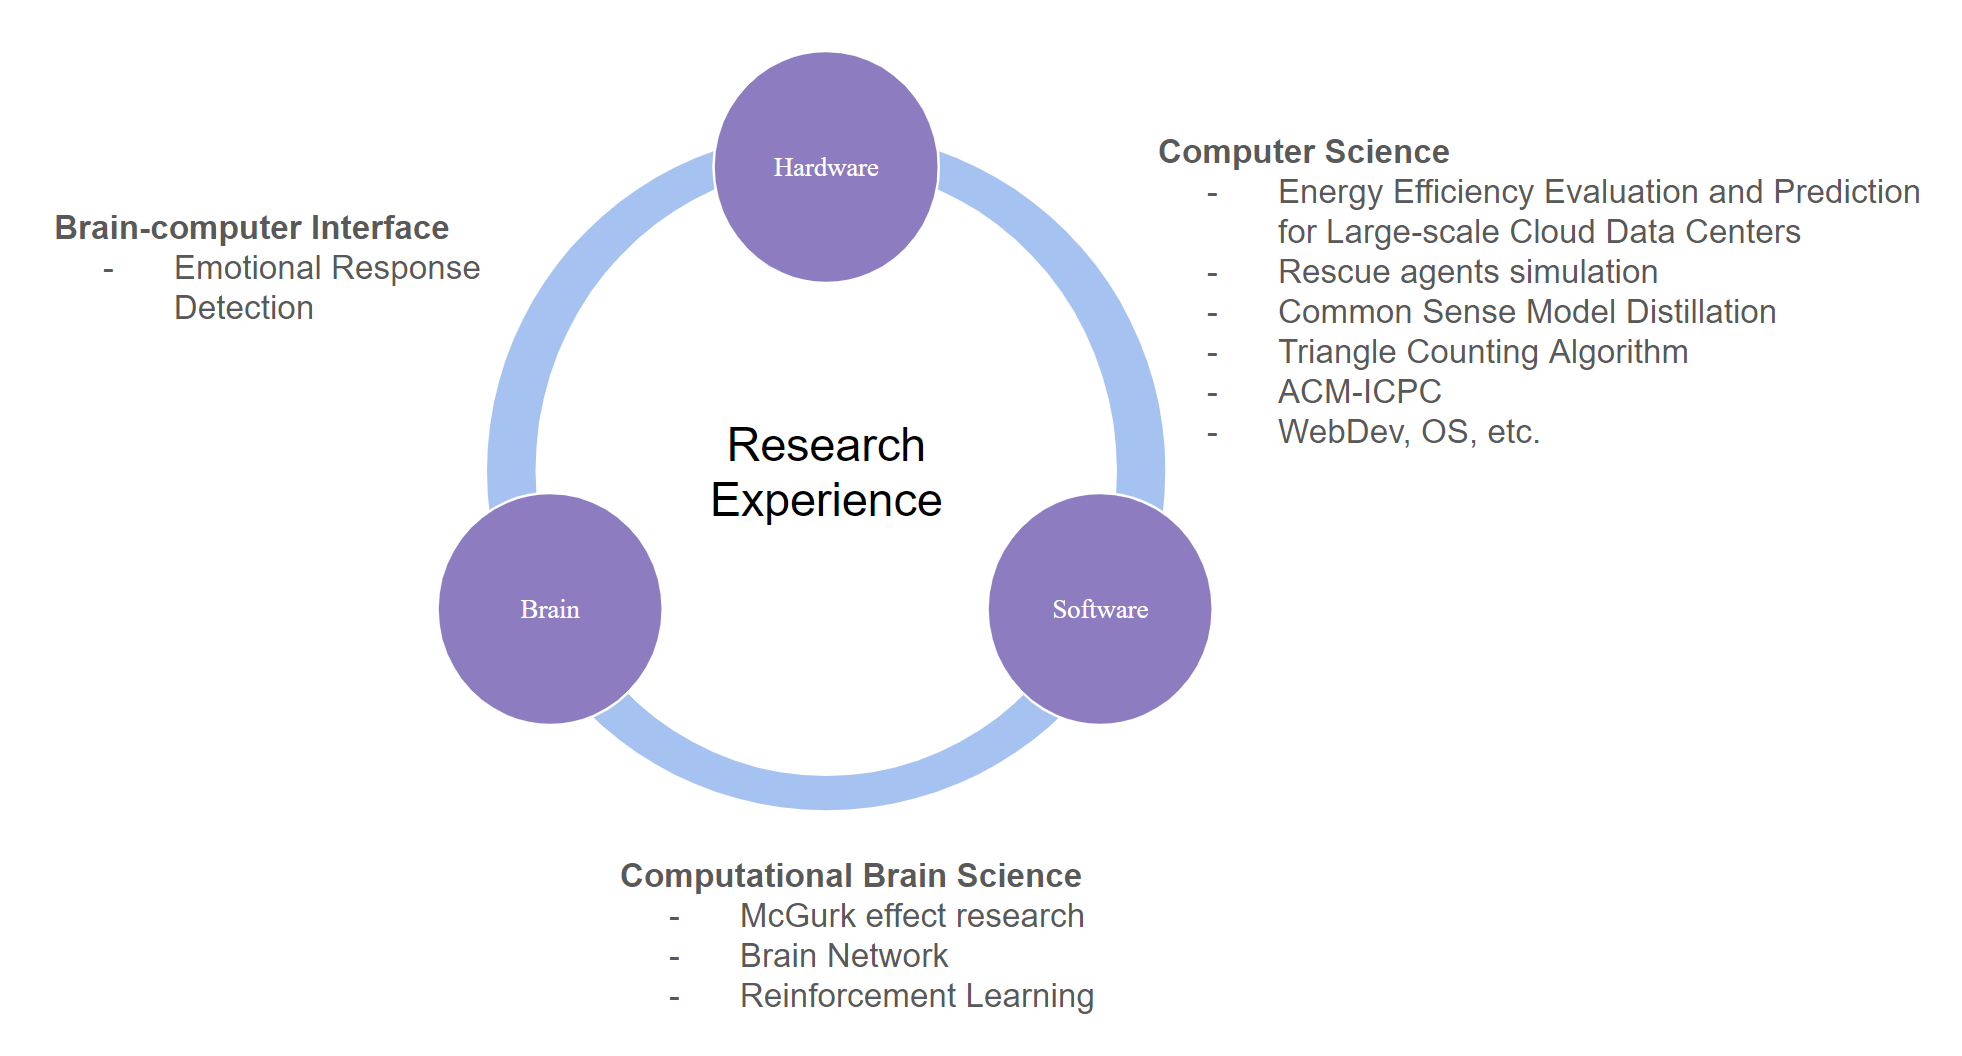 Hardware
Computer Science
- Energy Efficiency Evaluation and Prediction
for Large-scale Cloud Data Centers
- Rescue agents simulation
- Common Sense Model Distillation
- Triangle Counting Algorithm
- ACM-ICPC
- WebDev, OS, etc.
Brain-computer Interface
- Emotional Response
Detection
Research
Experience
Brain
Software
Computational Brain Science
- McGurk effect research
- Brain Network
- Reinforcement Learning